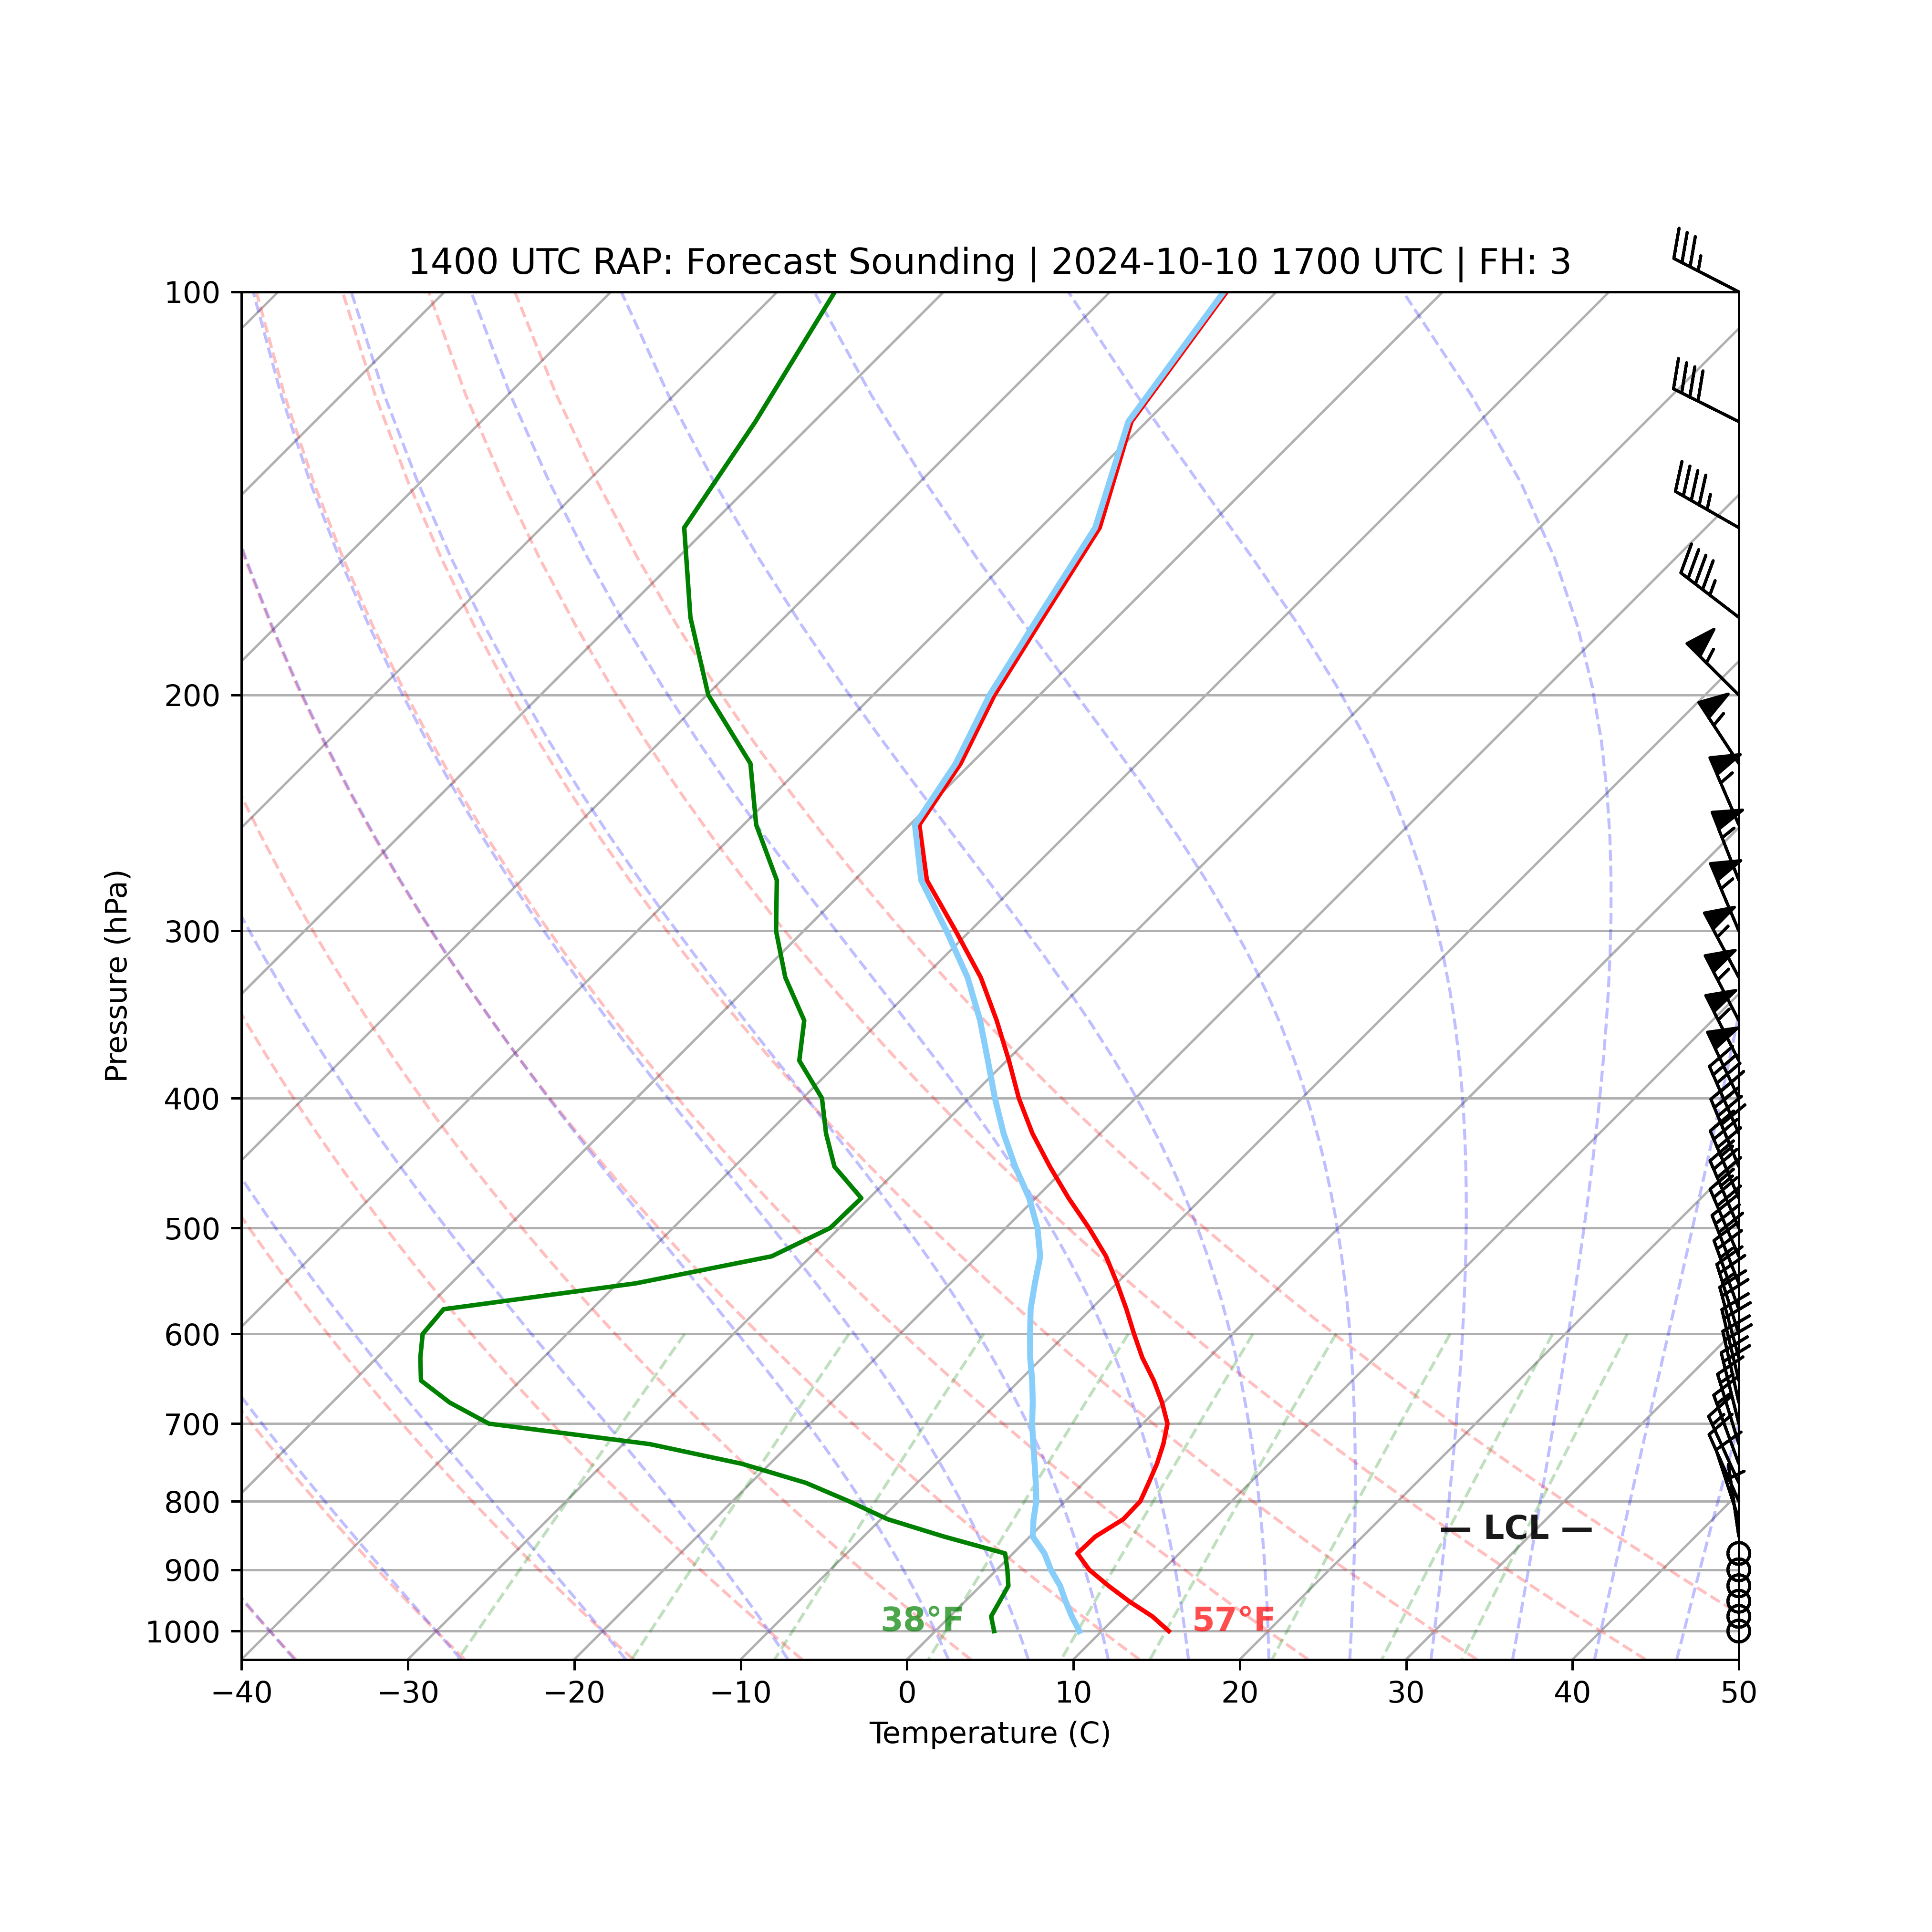 1400 UTC RAP: Forecast Sounding | 2024-10-10 1700 UTC | FH: 3
100
200
300
400
500
600
700
800
900
1000
Pressure (hPa)
— LCL —
38°F
57°F
−40 −30 −20 −10 0 10 20 30 40 50
Temperature (C)